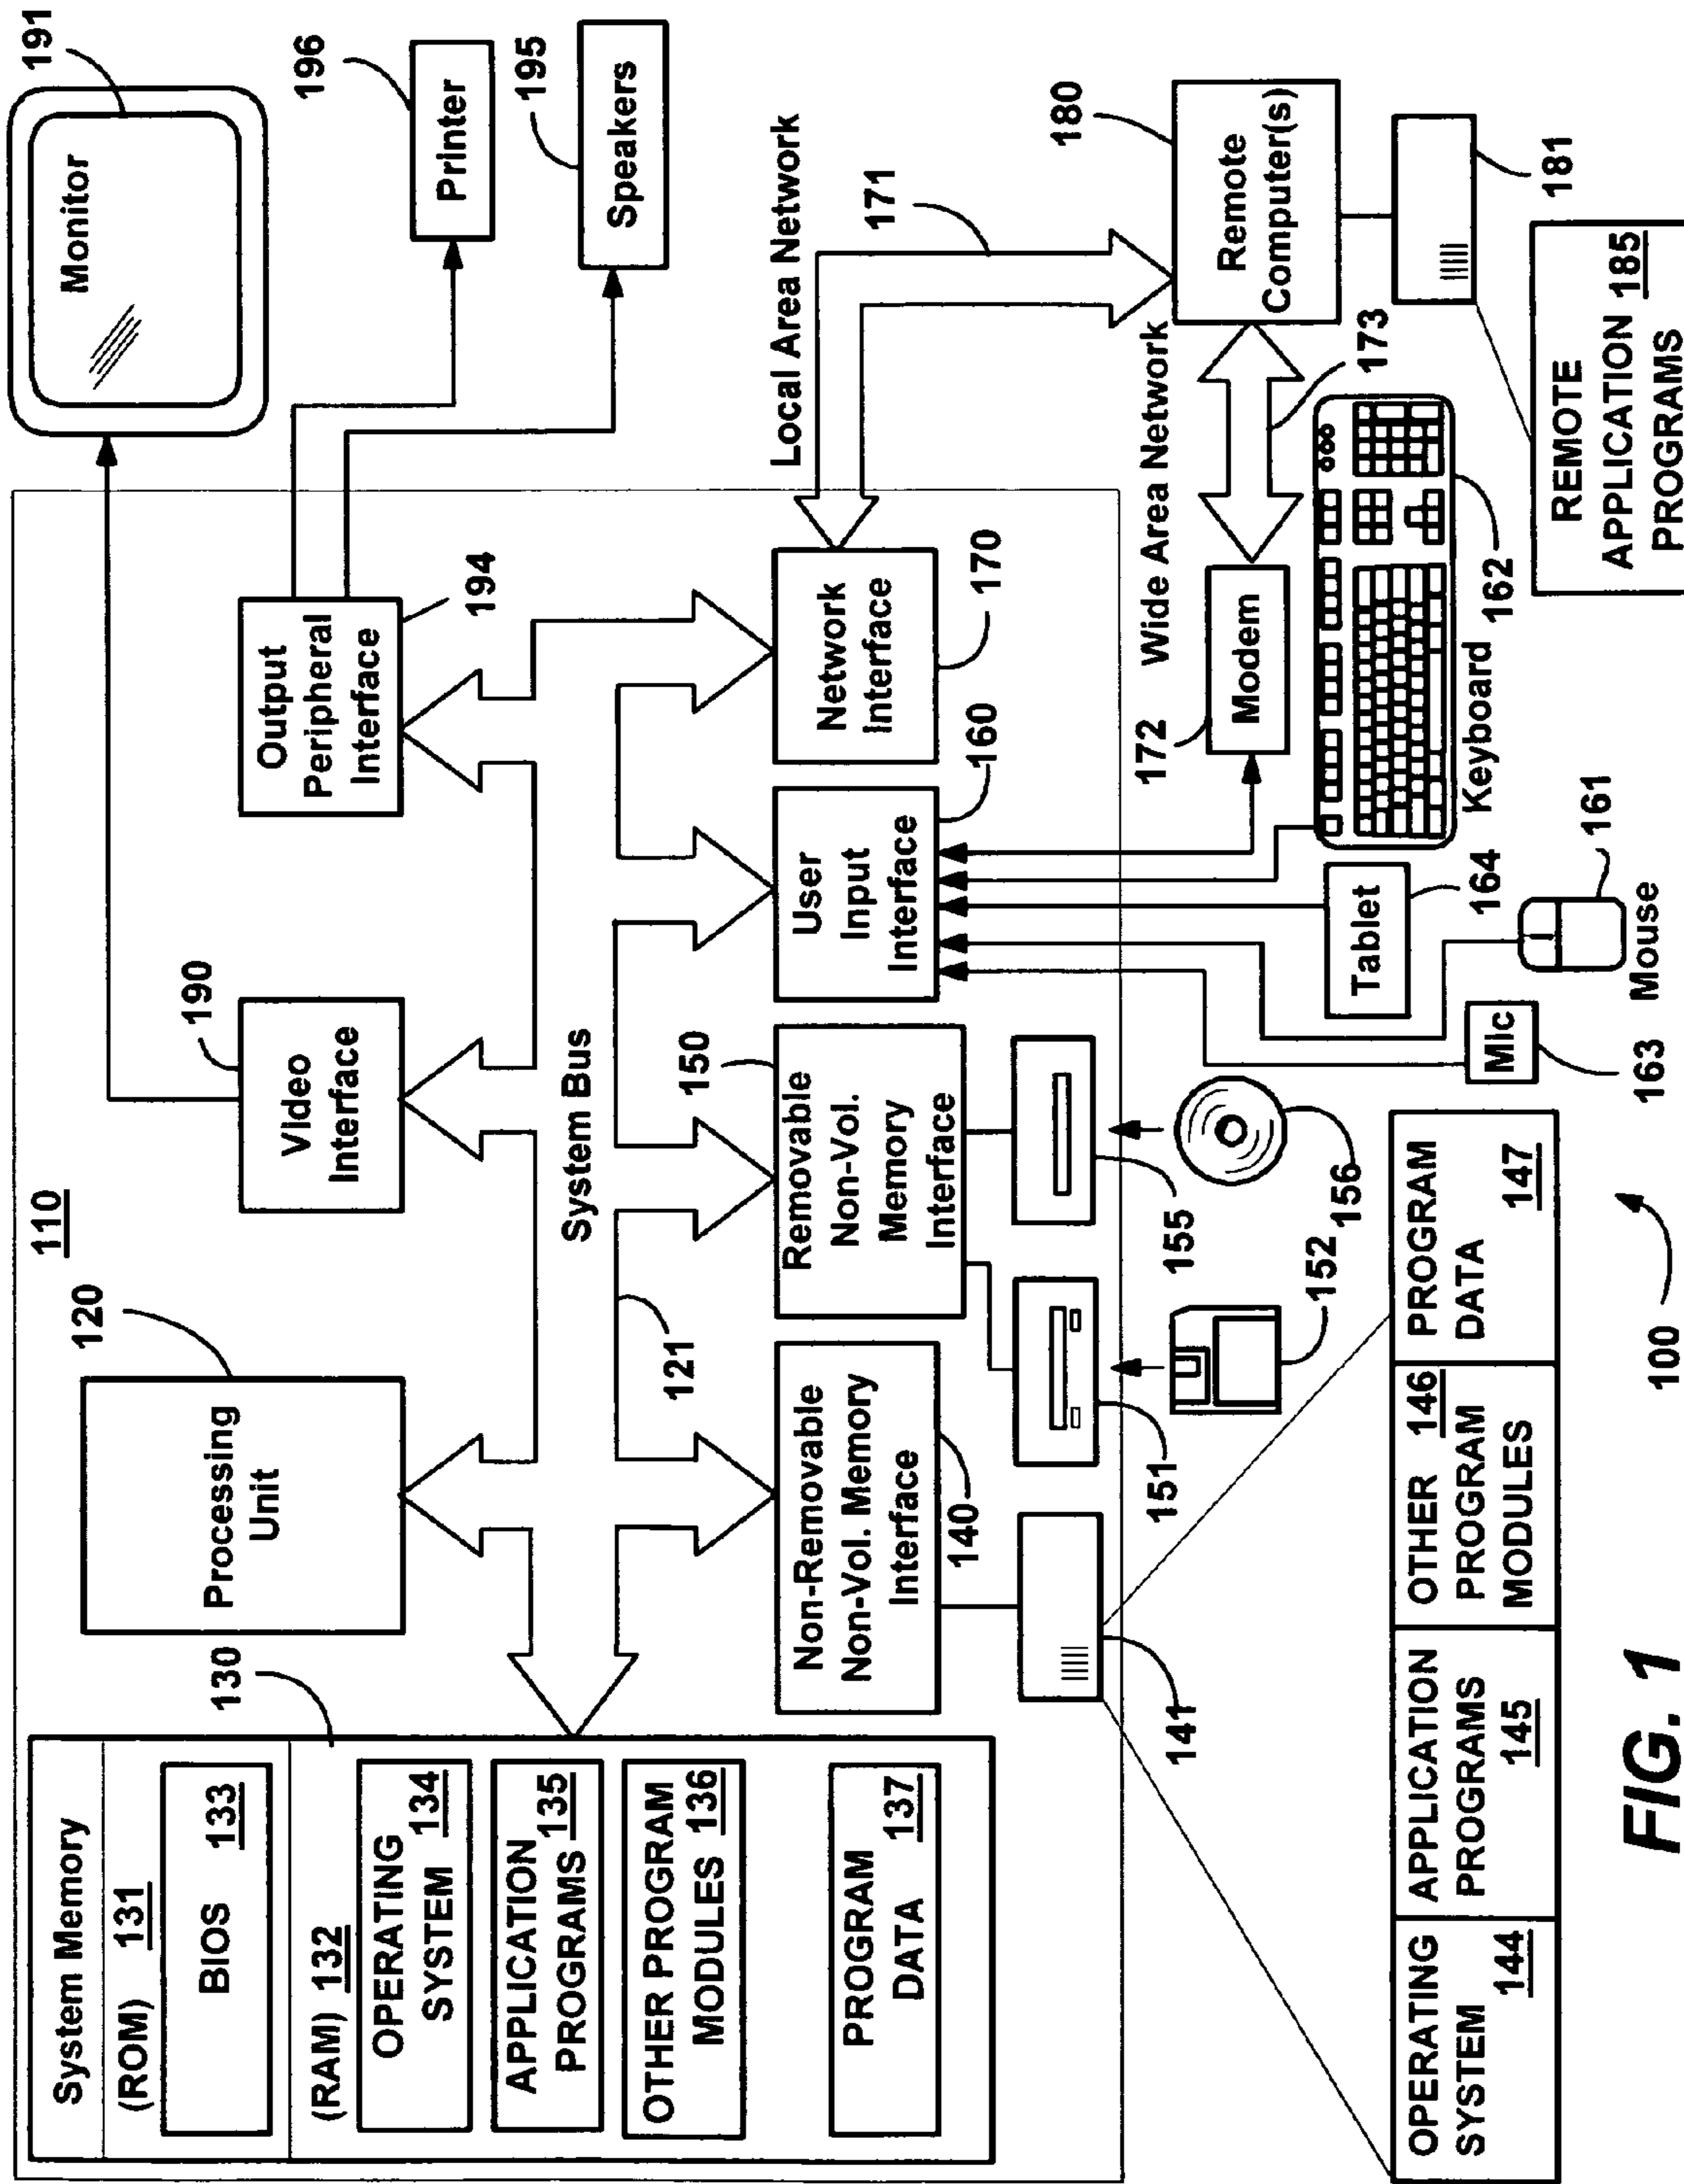 110
System Memory
(ROM) 131
BIOS 133
(RAM) 132
130
OPERATING
SYSTEM 134
APPLICATION
PROGRAMS 135
OTHER PROGRAM
MODULES 136
PROGRAM
DATA 137
120
Processing
Unit
190
Video
Interface
Output
Peripheral
Interface
194
Monitor
191
196
Printer
195
Speakers
System Bus
121
Non-Removable
Non-Vol. Memory
Interface
140
150
Removable
Non-Vol.
Memory
Interface
User
Input
Interface
160
Network
Interface
170
Local Area Network
171
180
Remote
Computer(s)
Wide Area Network
173
172
Modem
141
151
155
152
156
Mic
163
Tablet
164
161
Mouse
Keyboard
162
181
REMOTE
APPLICATION 185
PROGRAMS
OPERATING
SYSTEM
144
APPLICATION
PROGRAMS
145
OTHER 146
PROGRAM
MODULES
PROGRAM
DATA
147
100
FIG. 1